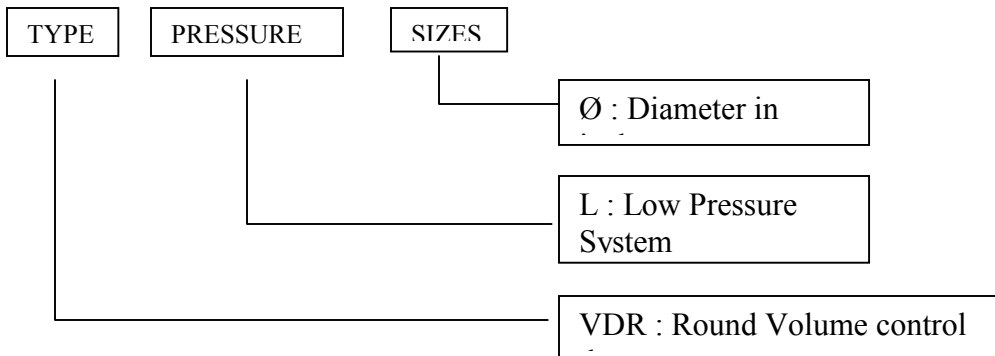 TYPE PRESSURE SIZES
Ø : Diameter in
L : Low Pressure
System
VDR : Round Volume control